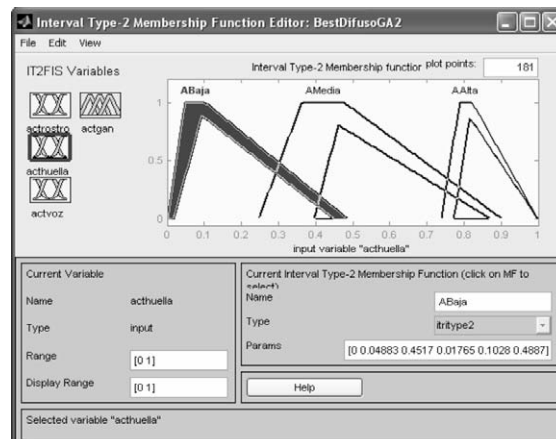 Interval Type-2 Membership Function Editor: BestDifusoGA2
File Edit View
IT2FIS Variables
Interval Type-2 Membership function plot points: 181
actrostro actgan
acthuella
actvoz
ABaja AMedia AAlta
1
0.5
0
0 0.1 0.2 0.3 0.4 0.5 0.6 0.7 0.8 0.9 1
input variable "acthuella"
Current Variable
Name acthuella
Type input
Range [0 1]
Display Range [0 1]
Current Interval Type-2 Membership Function (click on MF to select)
Name ABaja
Type itritype2
Params [0 0.04883 0.4517 0.01765 0.1028 0.4887]
Help
Selected variable "acthuella"